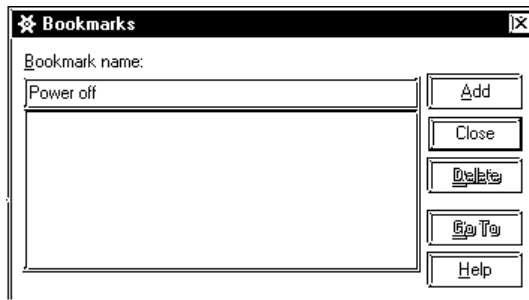 Bookmarks
Bookmark name:
Power off
Add
Close
Delete
Go To
Help